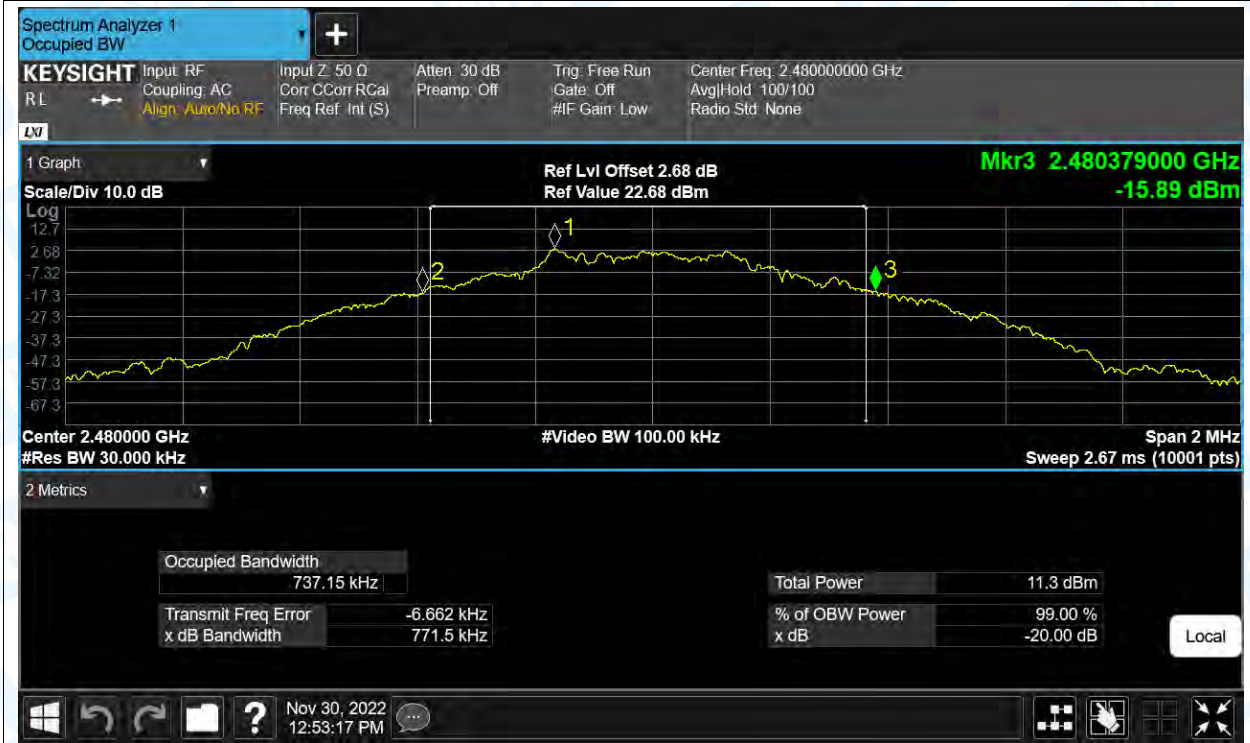 Spectrum Analyzer 1
Occupied BW
KEYSIGHT
R L
LXI
Input: RF
Coupling: AC
Align: Auto/No RF
Input Z: 50 Ω
Corr CCorr RCal
Freq Ref: Int (S)
Atten: 30 dB
Preamp: Off
Trig: Free Run
Gate: Off
#IF Gain: Low
Center Freq: 2.480000000 GHz
Avg|Hold: 100/100
Radio Std: None
1 Graph
Scale/Div 10.0 dB
Ref Lvl Offset 2.68 dB
Ref Value 22.68 dBm
Mkr3 2.480379000 GHz
-15.89 dBm
Log
12.7
2.68
-7.32
-17.3
-27.3
-37.3
-47.3
-57.3
-67.3
1
2
3
Center 2.480000 GHz
#Video BW 100.00 kHz
Span 2 MHz
#Res BW 30.000 kHz
Sweep 2.67 ms (10001 pts)
2 Metrics
Occupied Bandwidth
737.15 kHz
Total Power 11.3 dBm
Transmit Freq Error -6.662 kHz
% of OBW Power 99.00 %
x dB Bandwidth 771.5 kHz
x dB -20.00 dB
Local
Nov 30, 2022
12:53:17 PM